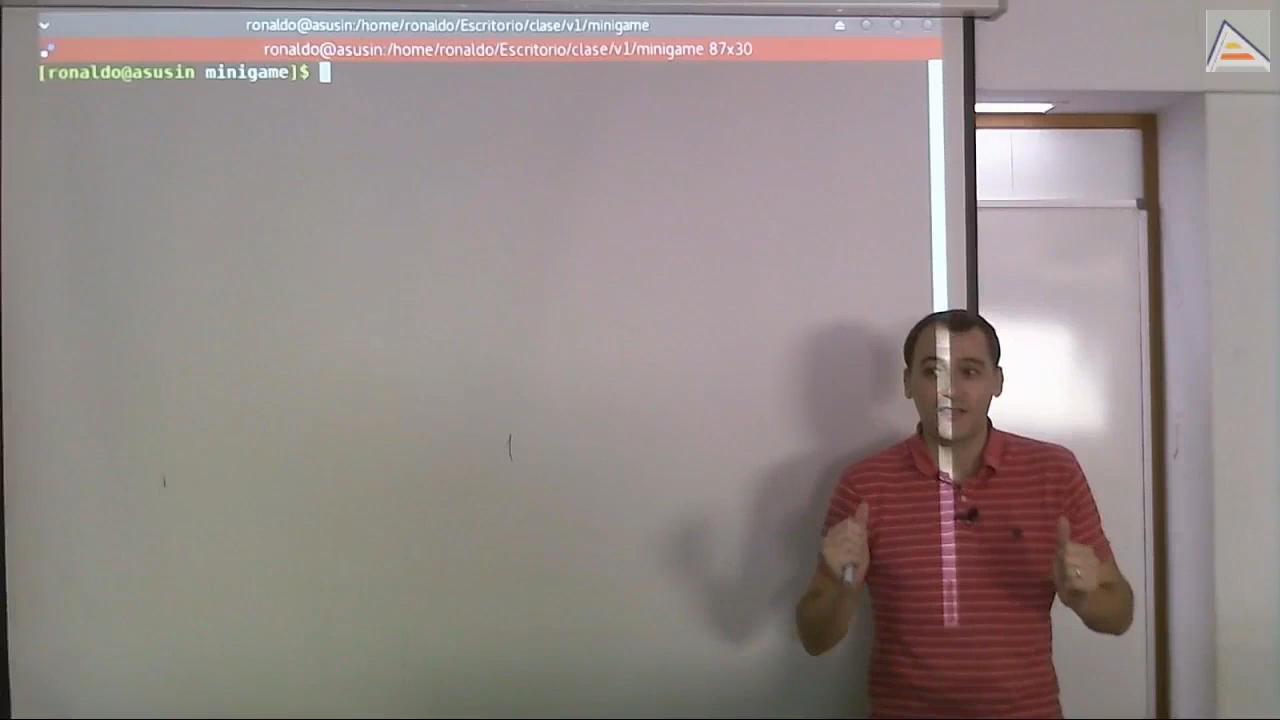 ronaldo@asusin:/home/ronaldo/Escritorio/clase/v1/minigame
ronaldo@asusin:/home/ronaldo/Escritorio/clase/v1/minigame 87x30
[ronaldo@asusin minigame]$